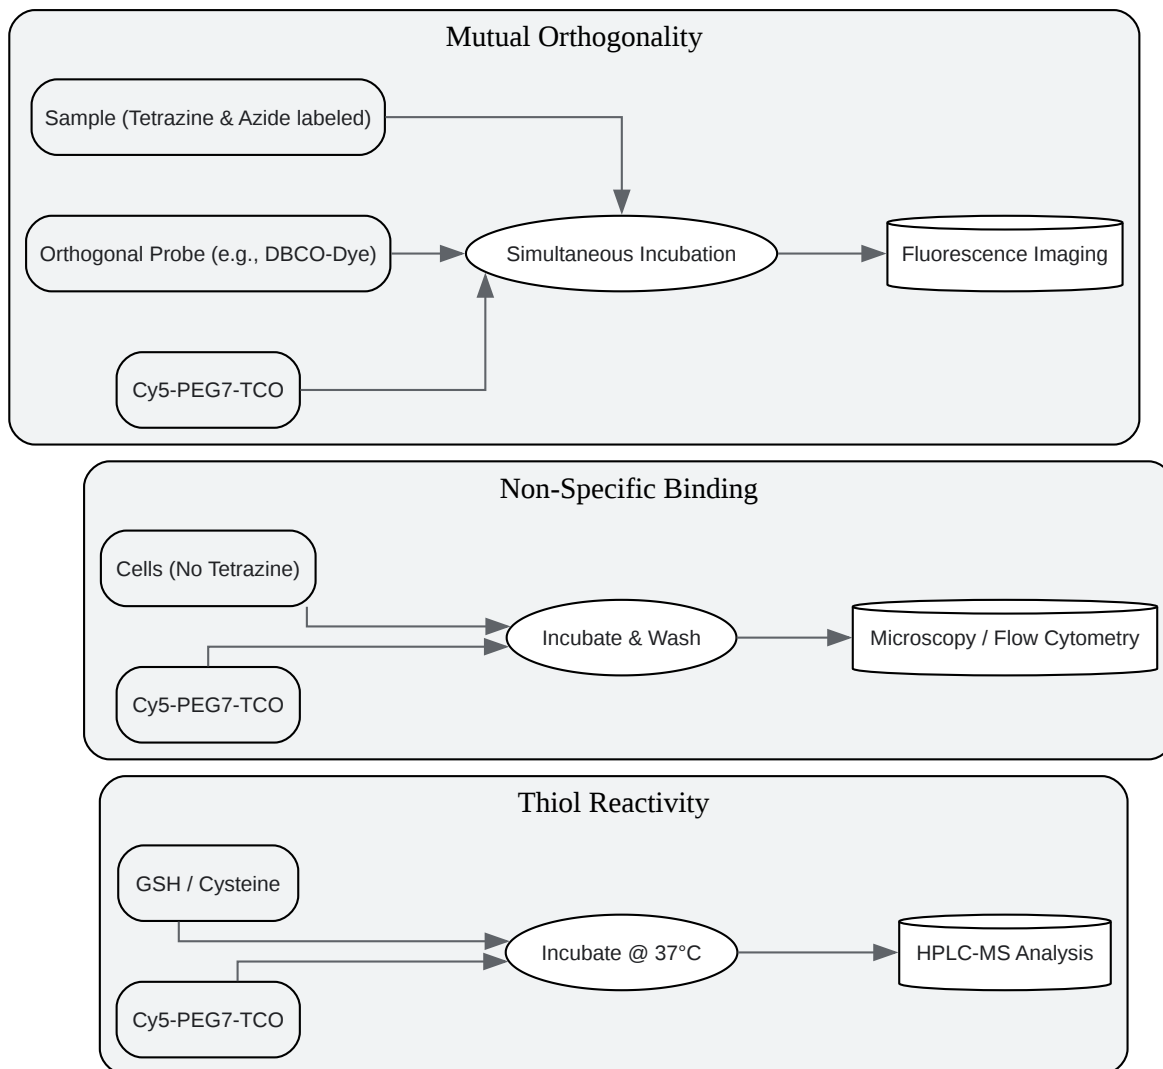 Mutual Orthogonality
Sample (Tetrazine & Azide labeled)
Orthogonal Probe (e.g., DBCO-Dye)
Simultaneous Incubation
Fluorescence Imaging
Cy5-PEG7-TCO
Non-Specific Binding
Cells (No Tetrazine)
Incubate & Wash
Microscopy / Flow Cytometry
Cy5-PEG7-TCO
Thiol Reactivity
GSH / Cysteine
Incubate @ 37°C
HPLC-MS Analysis
Cy5-PEG7-TCO